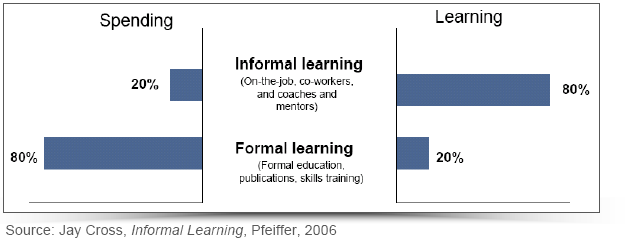 Spending
Learning
Informal learning
(On-the-job, co-workers,
and coaches and
mentors)
20%
80%
Formal learning
(Formal education,
publications, skills training)
80%
20%
Source: Jay Cross, Informal Learning, Pfeiffer, 2006